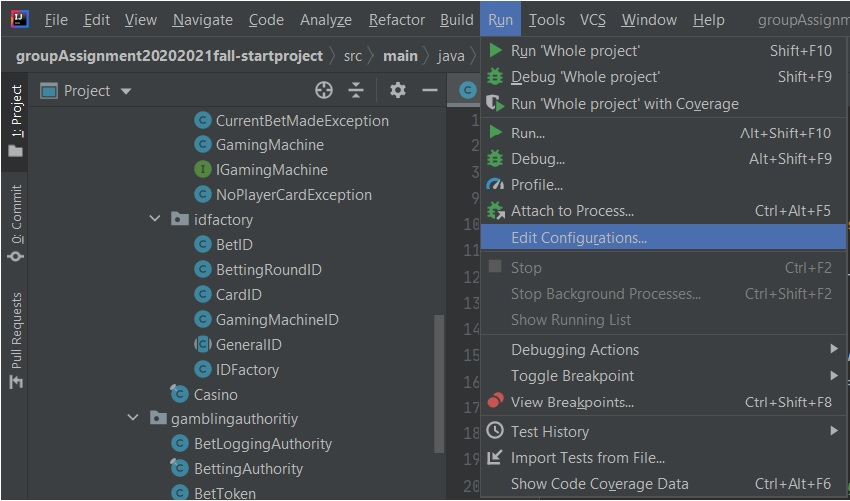 File Edit View Navigate Code Analyze Refactor Build Run Tools VCS Window Help groupAssignm
groupAssignment20202021fall-startproject src main java
Project
CurrentBetMadeException
GamingMachine
IGamingMachine
NoPlayerCardException
idfactory
BetID
BettingRoundID
CardID
GamingMachineID
GeneralID
IDFactory
Casino
gamblingauthoritiy
BetLoggingAuthority
BettingAuthority
BetToken
1: Project
0: Commit
Pull Requests
1
3
9
10
11
12
13
14
15
16
17
18
19
20
Run 'Whole project' Shift+F10
Debug 'Whole project' Shift+F9
Run 'Whole project' with Coverage
Run... Alt+Shift+F10
Debug... Alt+Shift+F9
Profile...
Attach to Process... Ctrl+Alt+F5
Edit Configurations...
Stop Ctrl+F2
Stop Background Processes... Ctrl+Shift+F2
Show Running List
Debugging Actions
Toggle Breakpoint
View Breakpoints... Ctrl+Shift+F8
Test History
Import Tests from File...
Show Code Coverage Data Ctrl+Alt+F6